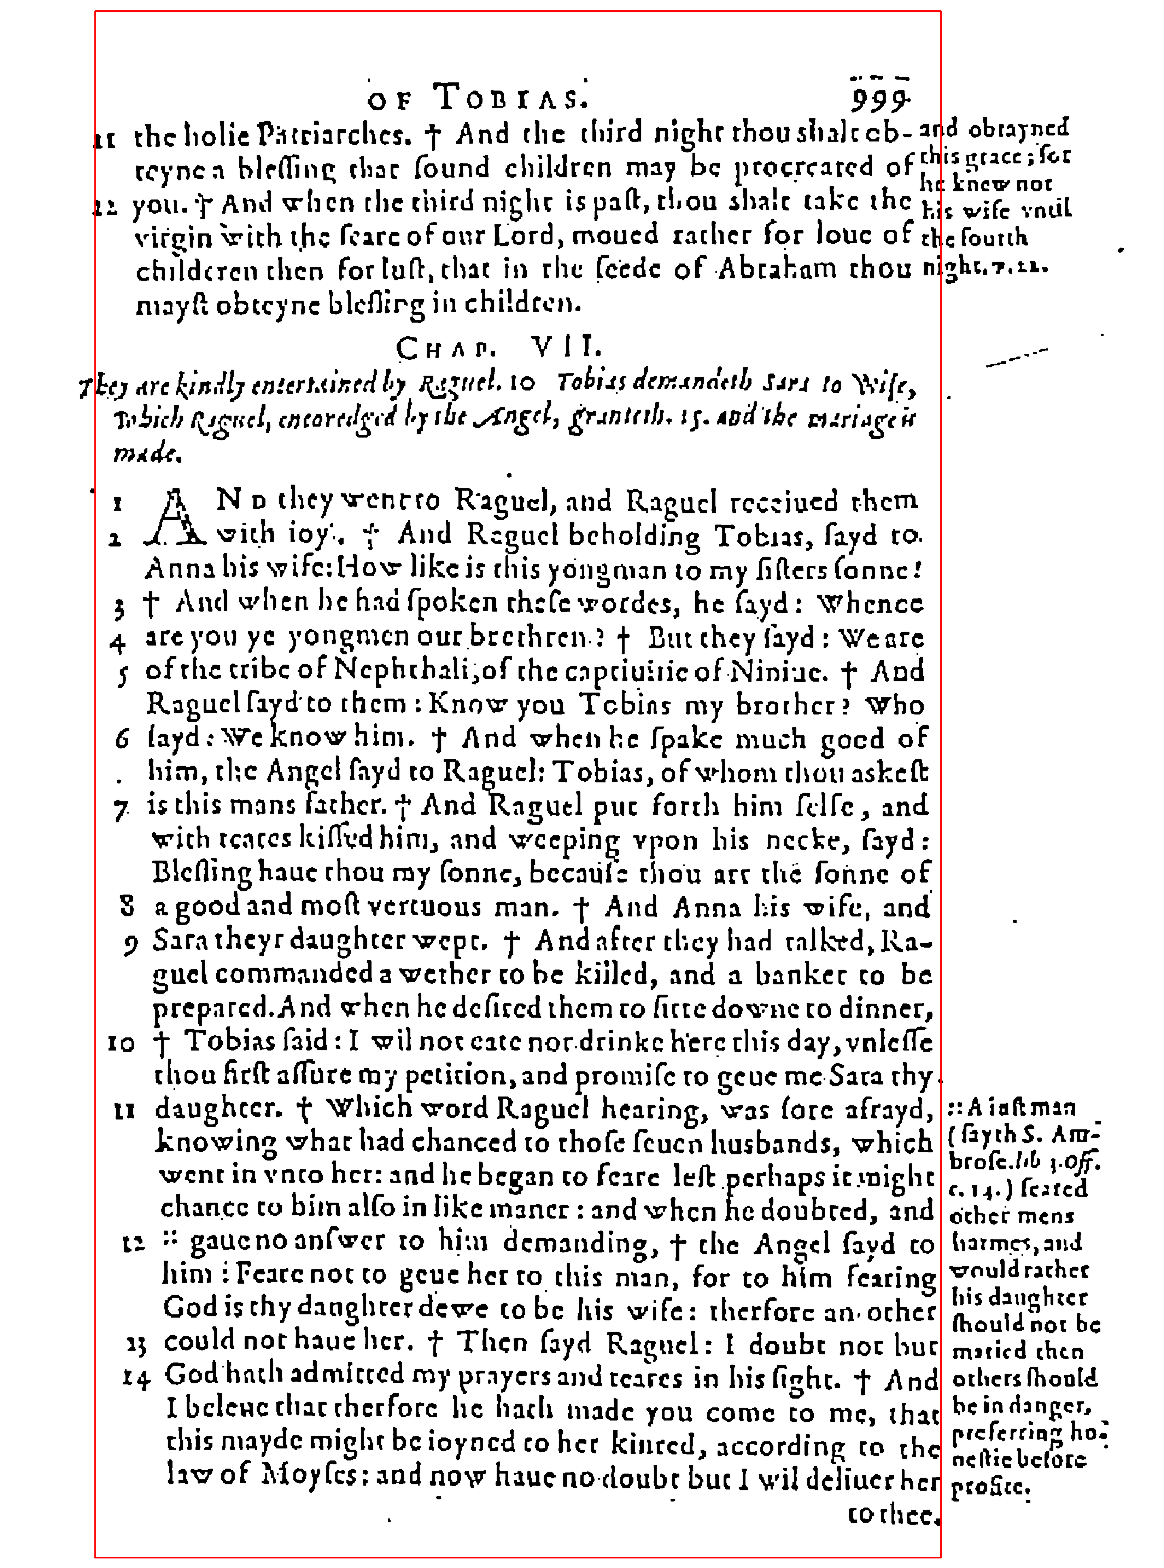 OF TOBIAS. 999
11 the holie Patriarches. † And the third night thou shalt ob-
teyne a blessing that sound children may be procreated of
12 you. † And when the third night is past, thou shalt take the
virgin with the feare of our Lord, moued rather for loue of
children then for lust, that in the seede of Abraham thou
mayst obteyne blessing in children.
and obtayned
this grace; for
he knew not
his wife vntil
the fourth
night. 7. 22.
CHAP. VII.
They are kindly entertained by Raguel. 10 Tobias demandeth Sara to wife,
which Raguel, encoredged by the Angel, granteth. 15. and the mariage is
made.
1 AND they went to Raguel, and Raguel receiued them
2 with ioy. † And Raguel beholding Tobias, sayd to
Anna his wife: How like is this yongman to my sisters sonne!
3 † And when he had spoken these wordes, he sayd: Whence
4 are you ye yongmen our brethren? † But they sayd: We are
5 of the tribe of Nephthali, of the captiuitie of Niniue. † And
Raguel sayd to them: Know you Tobias my brother? Who
6 sayd: We know him. † And when he spake much good of
him, the Angel sayd to Raguel: Tobias, of whom thou askest
7 is this mans father. † And Raguel put forth him selfe, and
with teares kissed him, and weeping vpon his necke, sayd:
Blessing haue thou my sonne, because thou art the sonne of
8 a good and most vertuous man. † And Anna his wife, and
9 Sara theyr daughter wept. † And after they had talked, Ra-
guel commanded a wether to be killed, and a banket to be
prepared. And when he desired them to sitte downe to dinner,
10 † Tobias said: I wil not eate nor drinke here this day, vnlesse
thou first assure my petition, and promise to geue me Sara thy
11 daughter. † Which word Raguel hearing, was sore afrayd,
knowing what had chanced to those seuen husbands, which
went in vnto her: and he began to feare lest perhaps it might
chance to him also in like maner: and when he doubted, and
12 :: gaue no answer to him demanding, † the Angel sayd to
him: Feare not to geue her to this man, for to him fearing
God is thy daughter dewe to be his wife: therfore an other
13 could not haue her. † Then sayd Raguel: I doubt not but
14 God hath admitted my prayers and teares in his sight. † And
I beleue that therfore he hath made you come to me, that
this mayde might be ioyned to her kinred, according to the
law of Moyses: and now haue no doubt but I wil deliuer her
to thee.
:: A iust man
(sayth S. Am-
brose. lib 3. Off.
c. 14.) feared
other mens
harmes, and
would rather
his daughter
should not be
maried then
others should
be in danger,
preferring ho-
nestie before
profite.